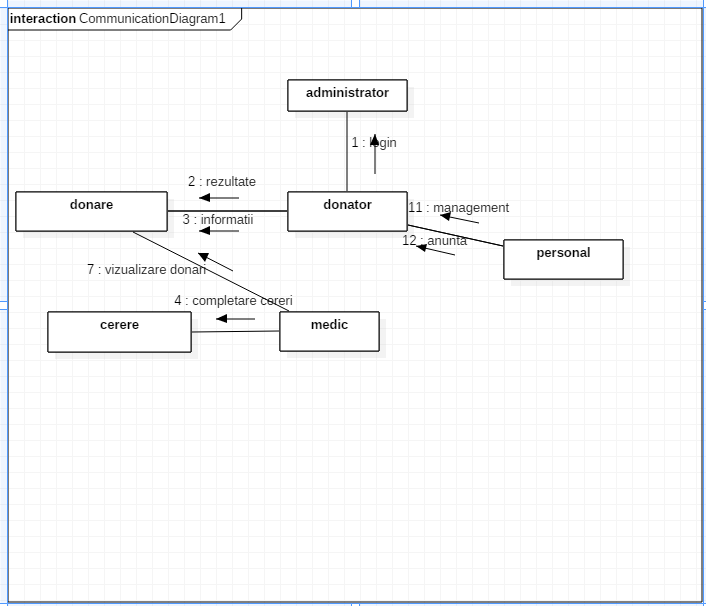 interaction CommunicationDiagram1
administrator
1 : login
2 : rezultate
donare
donator
11 : management
3 : informatii
12 : anunta
personal
7 : vizualizare donari
4 : completare cereri
cerere
medic